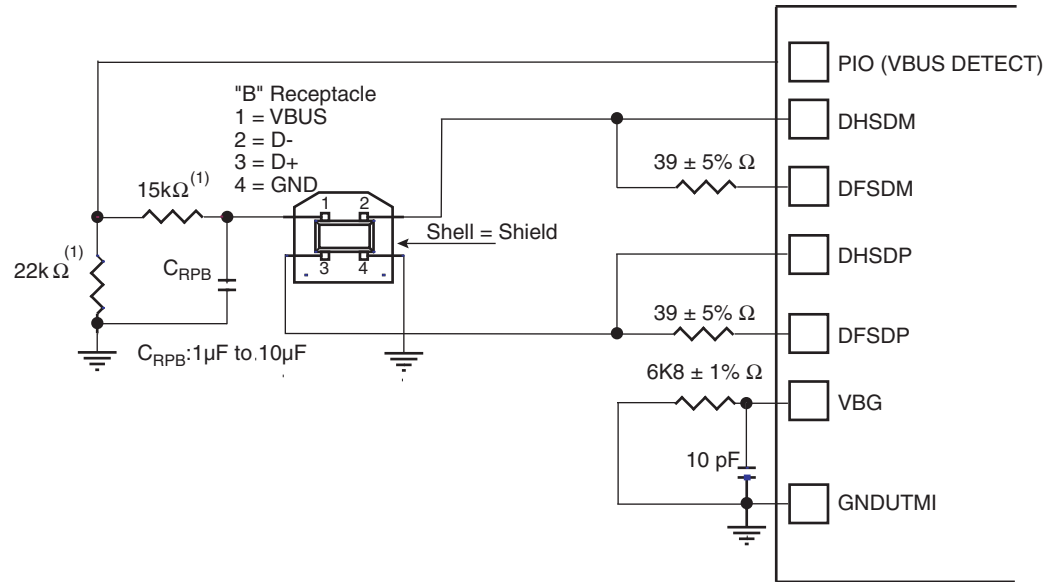 PIO (VBUS DETECT)
"B" Receptacle
1 = VBUS
2 = D-
3 = D+
4 = GND
DHSDM
39 ± 5% Ω
DFSDM
15kΩ(1)
1 2
Shell = Shield
DHSDP
22k Ω(1)
CRPB
3 4
39 ± 5% Ω
DFSDP
CRPB:1µF to 10µF
6K8 ± 1% Ω
VBG
10 pF
GNDUTMI